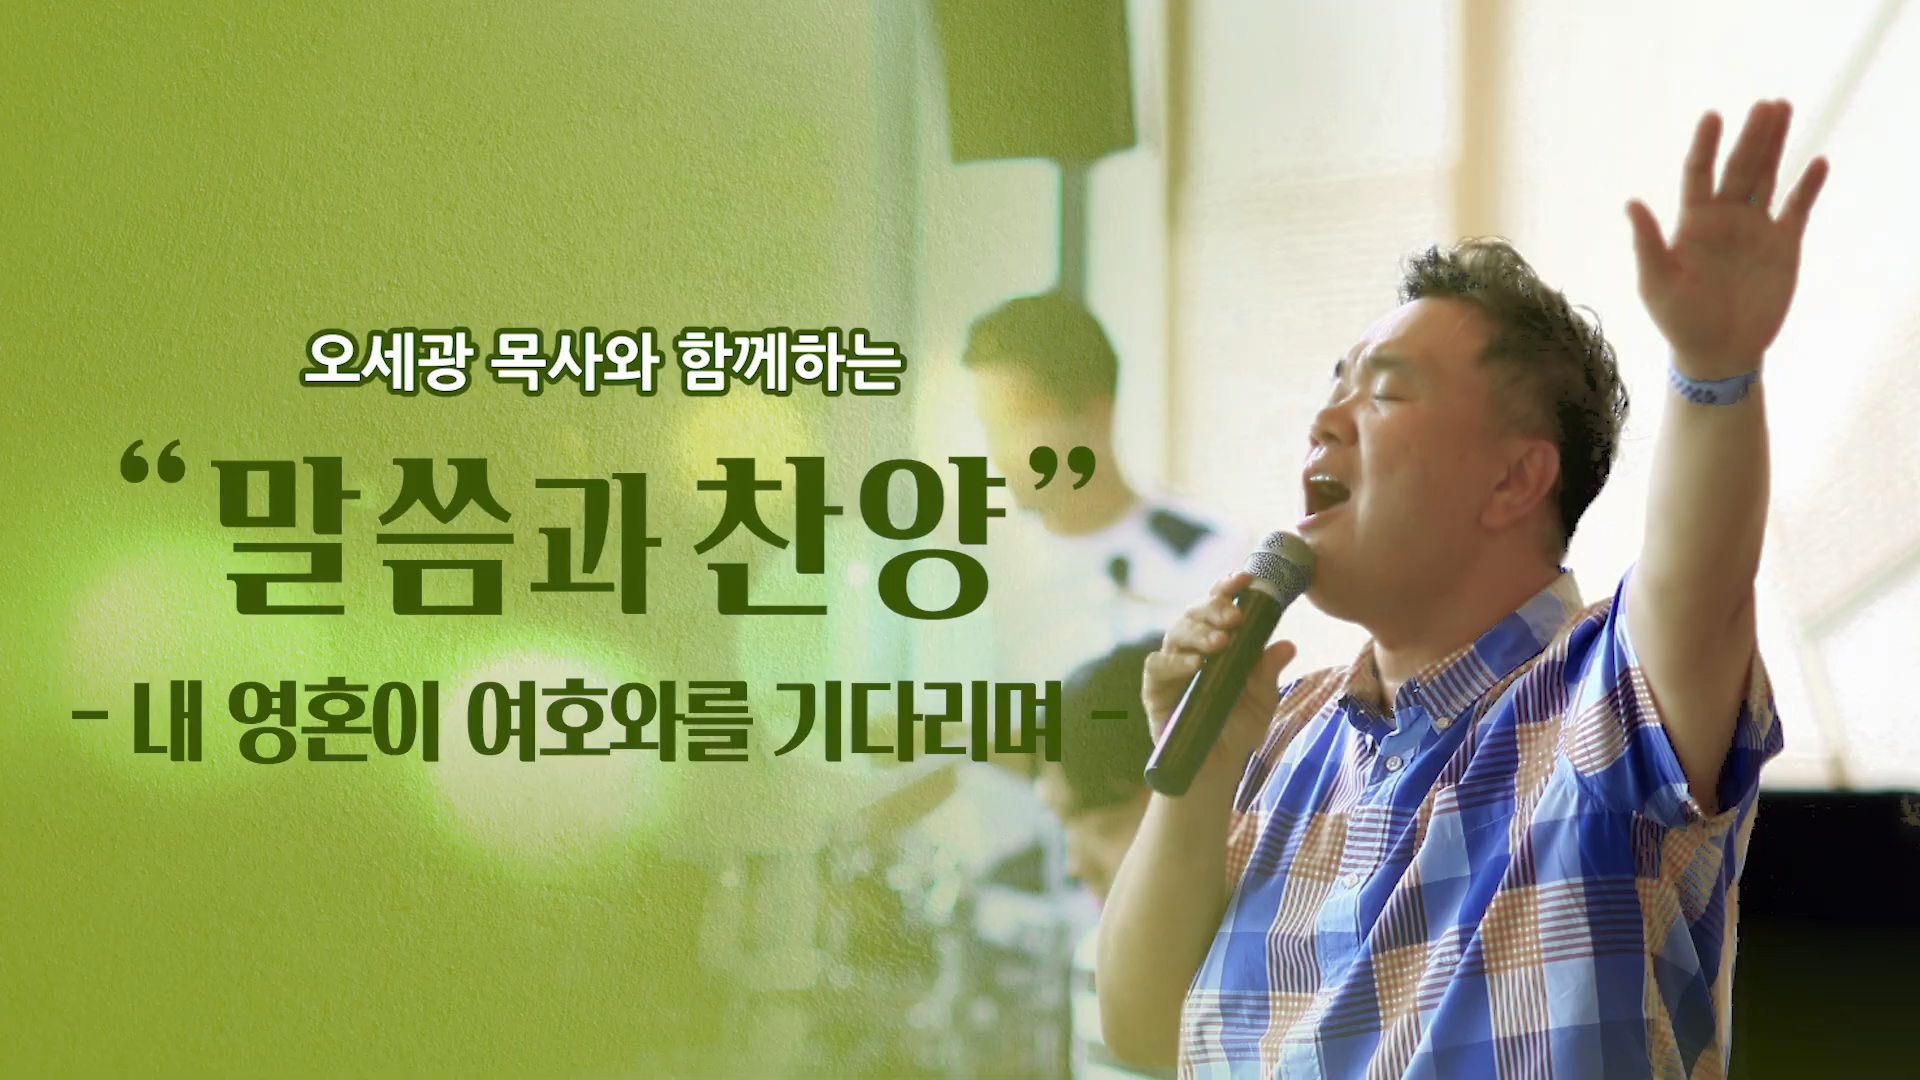 오세광 목사와 함께하는
“말씀과 찬양”
- 내 영혼이 여호와를 기다리며 -